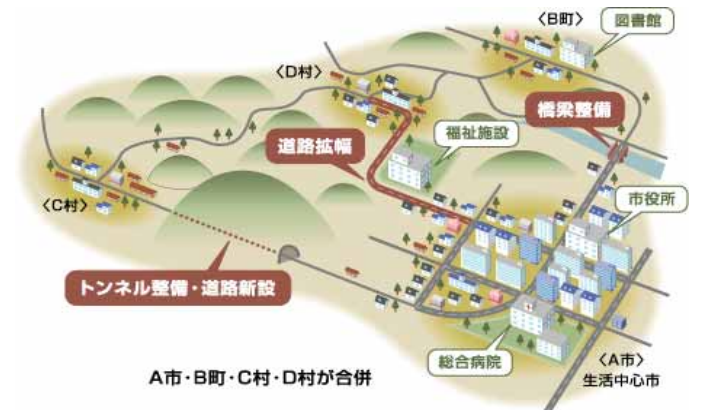 〈B町〉
図書館
〈D村〉
橋梁整備
福祉施設
道路拡幅
市役所
〈C村〉
トンネル整備・道路新設
総合病院
〈A市〉
生活中心市
A市・B町・C村・D村が合併